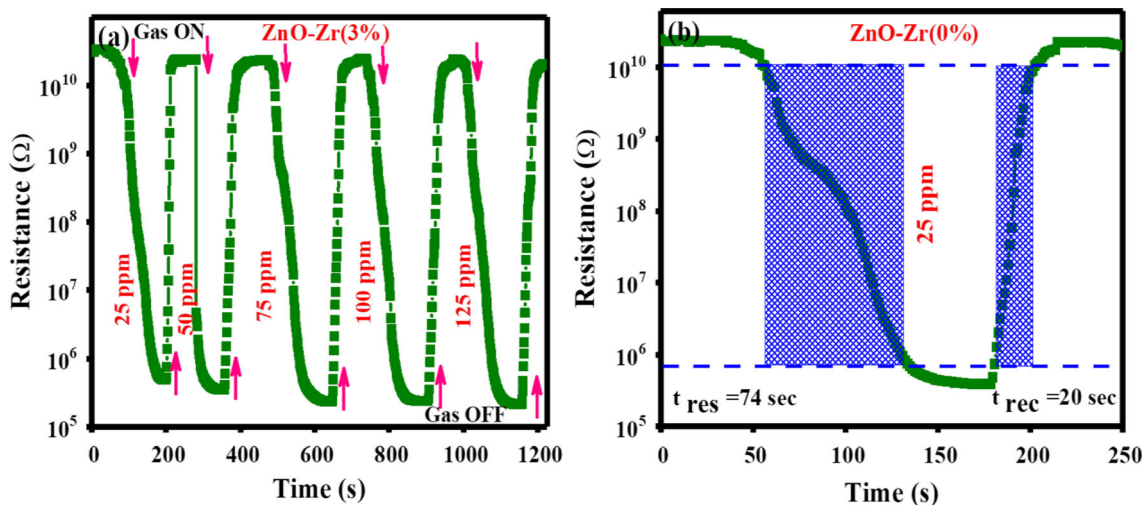 (a)
Gas ON
ZnO-Zr(3%)
Resistance (Ω)
10¹⁰
10⁹
10⁸
10⁷
10⁶
10⁵
25 ppm
50 ppm
75 ppm
100 ppm
125 ppm
Gas OFF
0 200 400 600 800 1000 1200
Time (s)
(b)
ZnO-Zr(0%)
Resistance (Ω)
10¹⁰
10⁹
10⁸
10⁷
10⁶
10⁵
25 ppm
t res =74 sec
t rec =20 sec
0 50 100 150 200 250
Time (s)